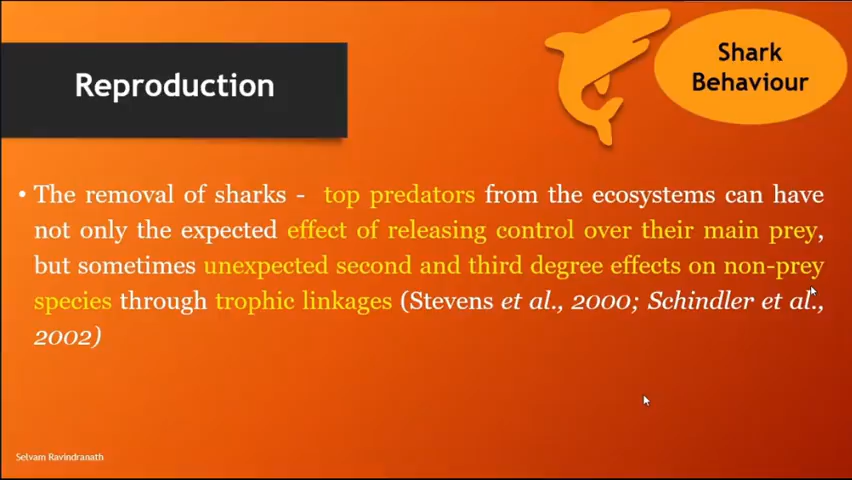 Shark
Behaviour
Reproduction
• The removal of sharks - top predators from the ecosystems can have
not only the expected effect of releasing control over their main prey,
but sometimes unexpected second and third degree effects on non-prey
species through trophic linkages (Stevens et al., 2000; Schindler et al.,
2002)
Selvam Ravindranath